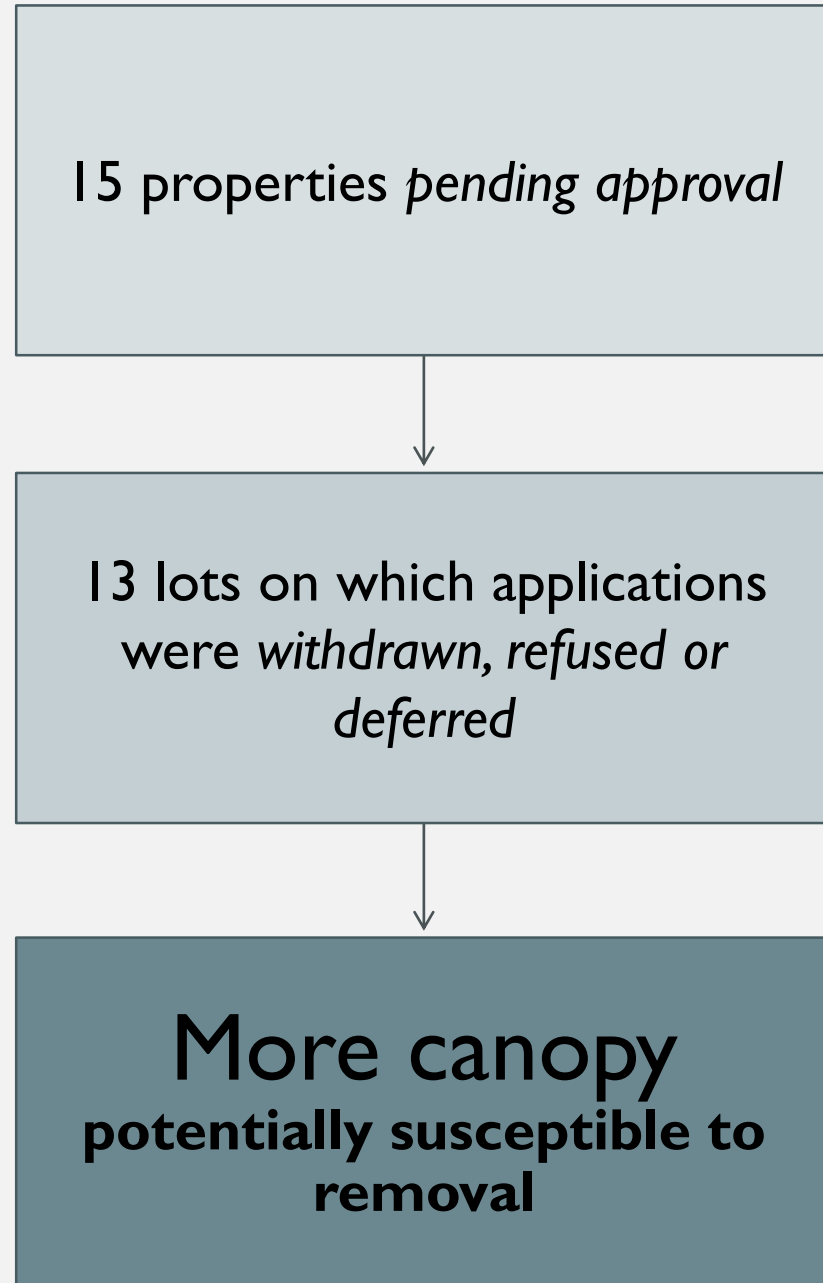 15 properties pending approval
13 lots on which applications
were withdrawn, refused or
deferred
More canopy
potentially susceptible to
removal